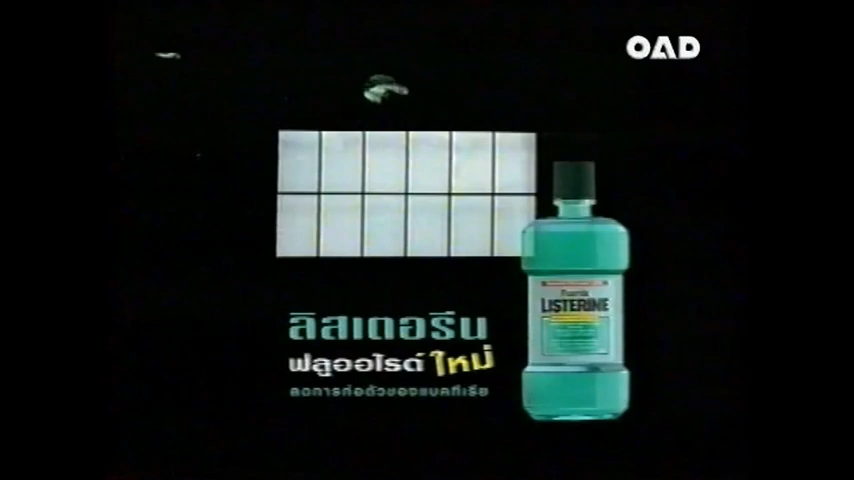 OAD
Fluoride
LISTERINE
ลิสเตอรีน
ฟลูออไรด์ ใหม่
ลดการก่อตัวของแบคทีเรีย